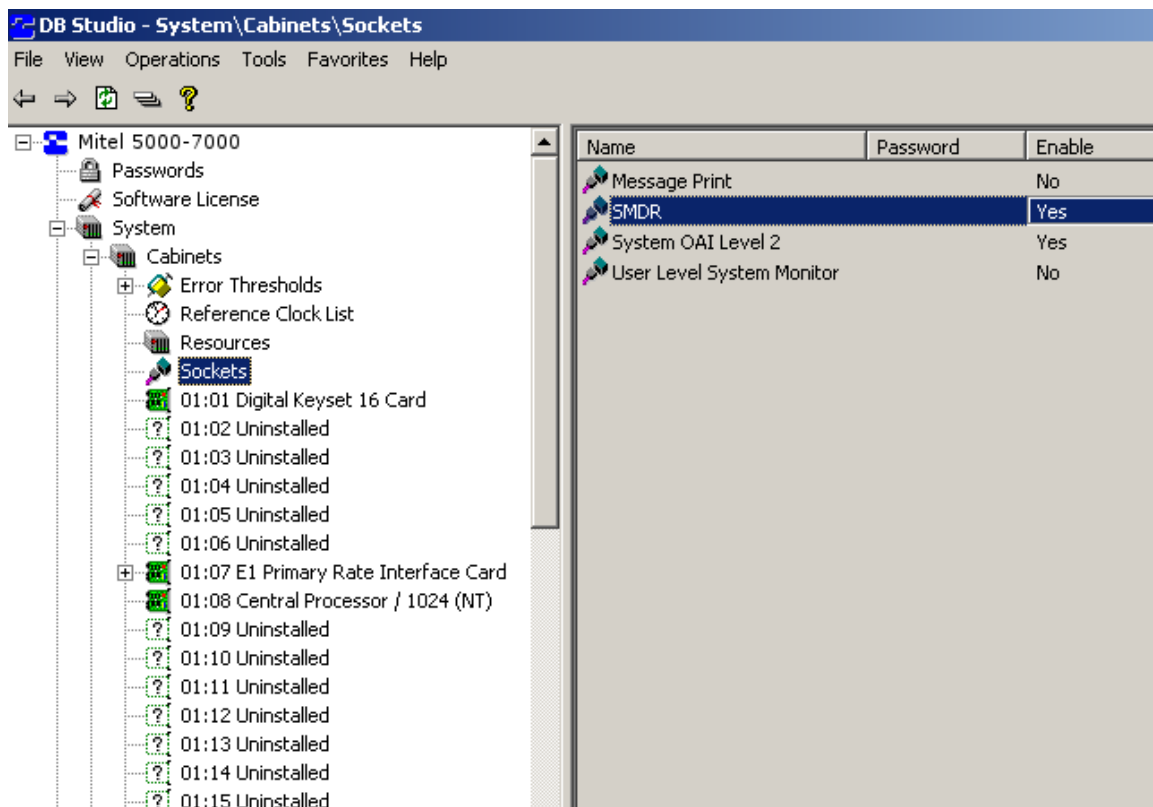 DB Studio - System\Cabinets\Sockets
File View Operations Tools Favorites Help
Mitel 5000-7000
Passwords
Software License
System
Cabinets
Error Thresholds
Reference Clock List
Resources
Sockets
01:01 Digital Keyset 16 Card
01:02 Uninstalled
01:03 Uninstalled
01:04 Uninstalled
01:05 Uninstalled
01:06 Uninstalled
01:07 E1 Primary Rate Interface Card
01:08 Central Processor / 1024 (NT)
01:09 Uninstalled
01:10 Uninstalled
01:11 Uninstalled
01:12 Uninstalled
01:13 Uninstalled
01:14 Uninstalled
01:15 Uninstalled
Name Password Enable
Message Print No
SMDR Yes
System OAI Level 2 Yes
User Level System Monitor No